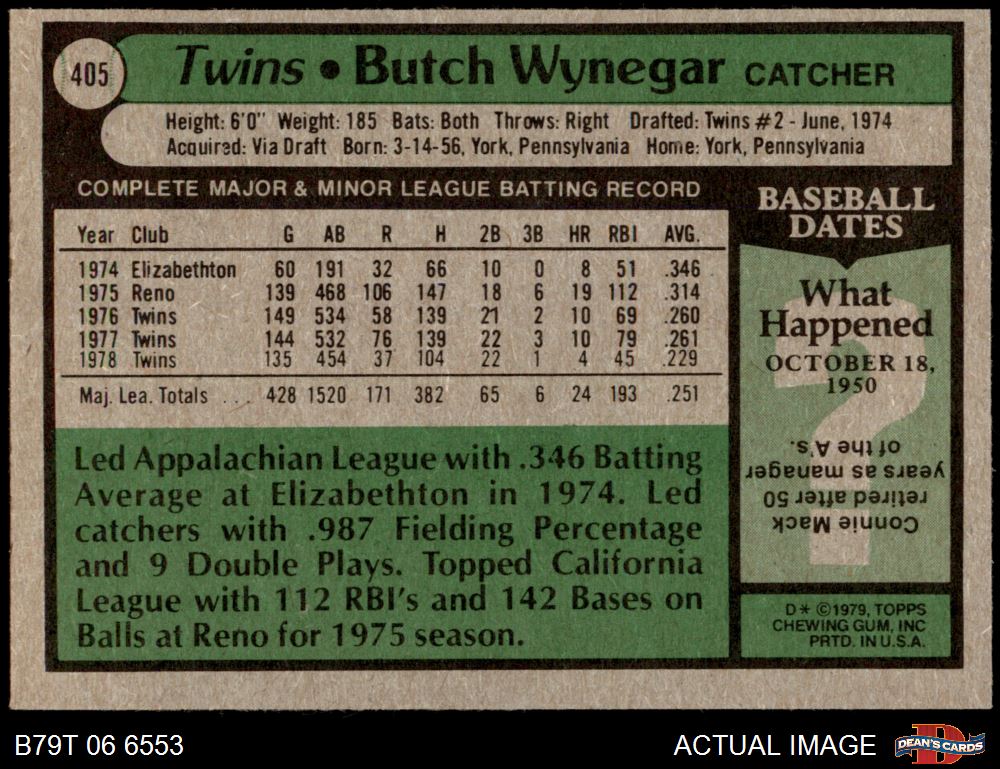 405
Twins • Butch Wynegar CATCHER
Height: 6'0" Weight: 185 Bats: Both Throws: Right Drafted: Twins #2 - June, 1974
Acquired: Via Draft Born: 3-14-56, York, Pennsylvania Home: York, Pennsylvania
COMPLETE MAJOR & MINOR LEAGUE BATTING RECORD
Year Club G AB R H 2B 3B HR RBI AVG.
1974 Elizabethton 60 191 32 66 10 0 8 51 .346
1975 Reno 139 468 106 147 18 6 19 112 .314
1976 Twins 149 534 58 139 21 2 10 69 .260
1977 Twins 144 532 76 139 22 3 10 79 .261
1978 Twins 135 454 37 104 22 1 4 45 .229
Maj. Lea. Totals ... 428 1520 171 382 65 6 24 193 .251
Led Appalachian League with .346 Batting
Average at Elizabethton in 1974. Led
catchers with .987 Fielding Percentage
and 9 Double Plays. Topped California
League with 112 RBI's and 142 Bases on
Balls at Reno for 1975 season.
BASEBALL
DATES
What
Happened
OCTOBER 18,
1950
Connie Mack
retired after 50
years as manager
of the A's.
D* ©1979, TOPPS
CHEWING GUM, INC
PRTD. IN U.S.A.
B79T 06 6553
ACTUAL IMAGE
D
DEAN'S CARDS